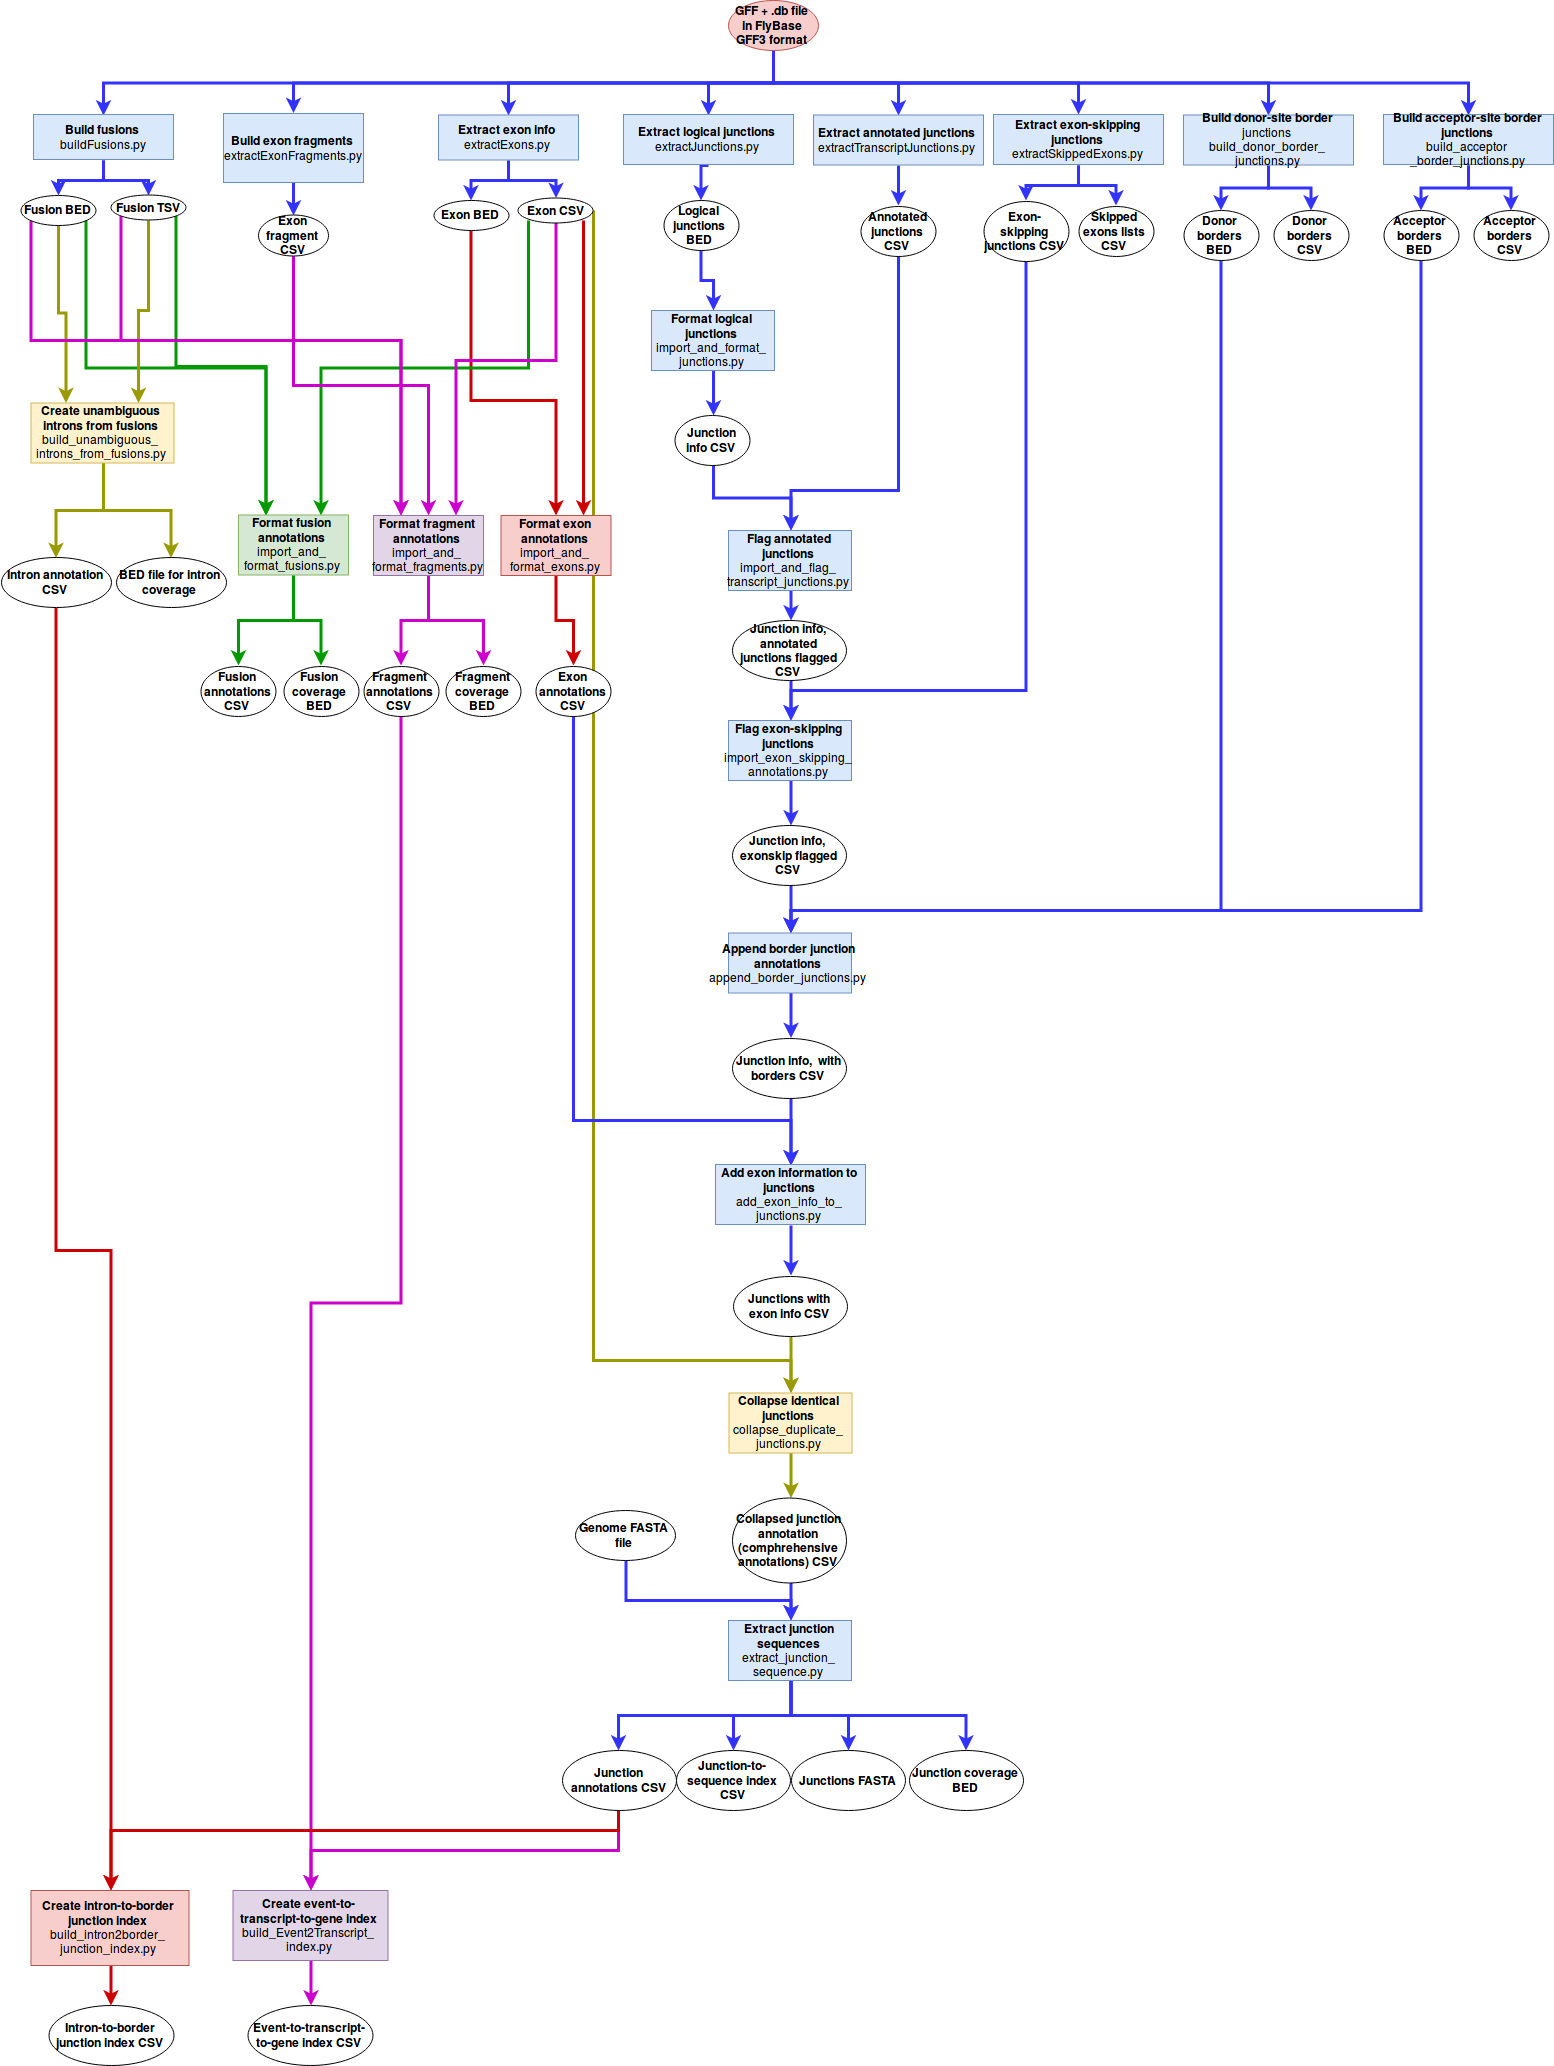 GFF + .db file
in FlyBase
GFF3 format
Build fusions
buildFusions.py
Build exon fragments
extractExonFragments.py
Extract exon info
extractExons.py
Extract logical junctions
extractJunctions.py
Extract annotated junctions
extractTranscriptJunctions.py
Extract exon-skipping
junctions
extractSkippedExons.py
Build donor-site border
junctions
build_donor_border_
junctions.py
Build acceptor-site border
junctions
build_acceptor
_border_junctions.py
Fusion BED
Fusion TSV
Exon
fragment
CSV
Exon BED
Exon CSV
Logical
junctions
BED
Annotated
junctions
CSV
Exon-
skipping
junctions CSV
Skipped
exons lists
CSV
Donor
borders
BED
Donor
borders
CSV
Acceptor
borders
BED
Acceptor
borders
CSV
Format logical
junctions
import_and_format_
junctions.py
Junction
info CSV
Create unambiguous
introns from fusions
build_unambiguous_
introns_from_fusions.py
Format fusion
annotations
import_and_
format_fusions.py
Format fragment
annotations
import_and_
format_fragments.py
Format exon
annotations
import_and_
format_exons.py
Flag annotated
junctions
import_and_flag_
transcript_junctions.py
Intron annotation
CSV
BED file for intron
coverage
Junction info,
annotated
junctions flagged
CSV
Fusion
annotations
CSV
Fusion
coverage
BED
Fragment
annotations
CSV
Fragment
coverage
BED
Exon
annotations
CSV
Flag exon-skipping
junctions
import_exon_skipping_
annotations.py
Junction info,
exonskip flagged
CSV
Append border junction
annotations
append_border_junctions.py
Junction info,  with
borders CSV
Add exon information to
junctions
add_exon_info_to_
junctions.py
Junctions with
exon info CSV
Collapse identical
junctions
collapse_duplicate_
junctions.py
Genome FASTA
file
Collapsed junction
annotation
(comphrehensive
annotations) CSV
Extract junction
sequences
extract_junction_
sequence.py
Junction
annotations CSV
Junction-to-
sequence index
CSV
Junctions FASTA
Junction coverage
BED
Create intron-to-border
junction index
build_intron2border_
junction_index.py
Create event-to-
transcript-to-gene index
build_Event2Transcript_
index.py
Intron-to-border
junction index CSV
Event-to-transcript-
to-gene index CSV